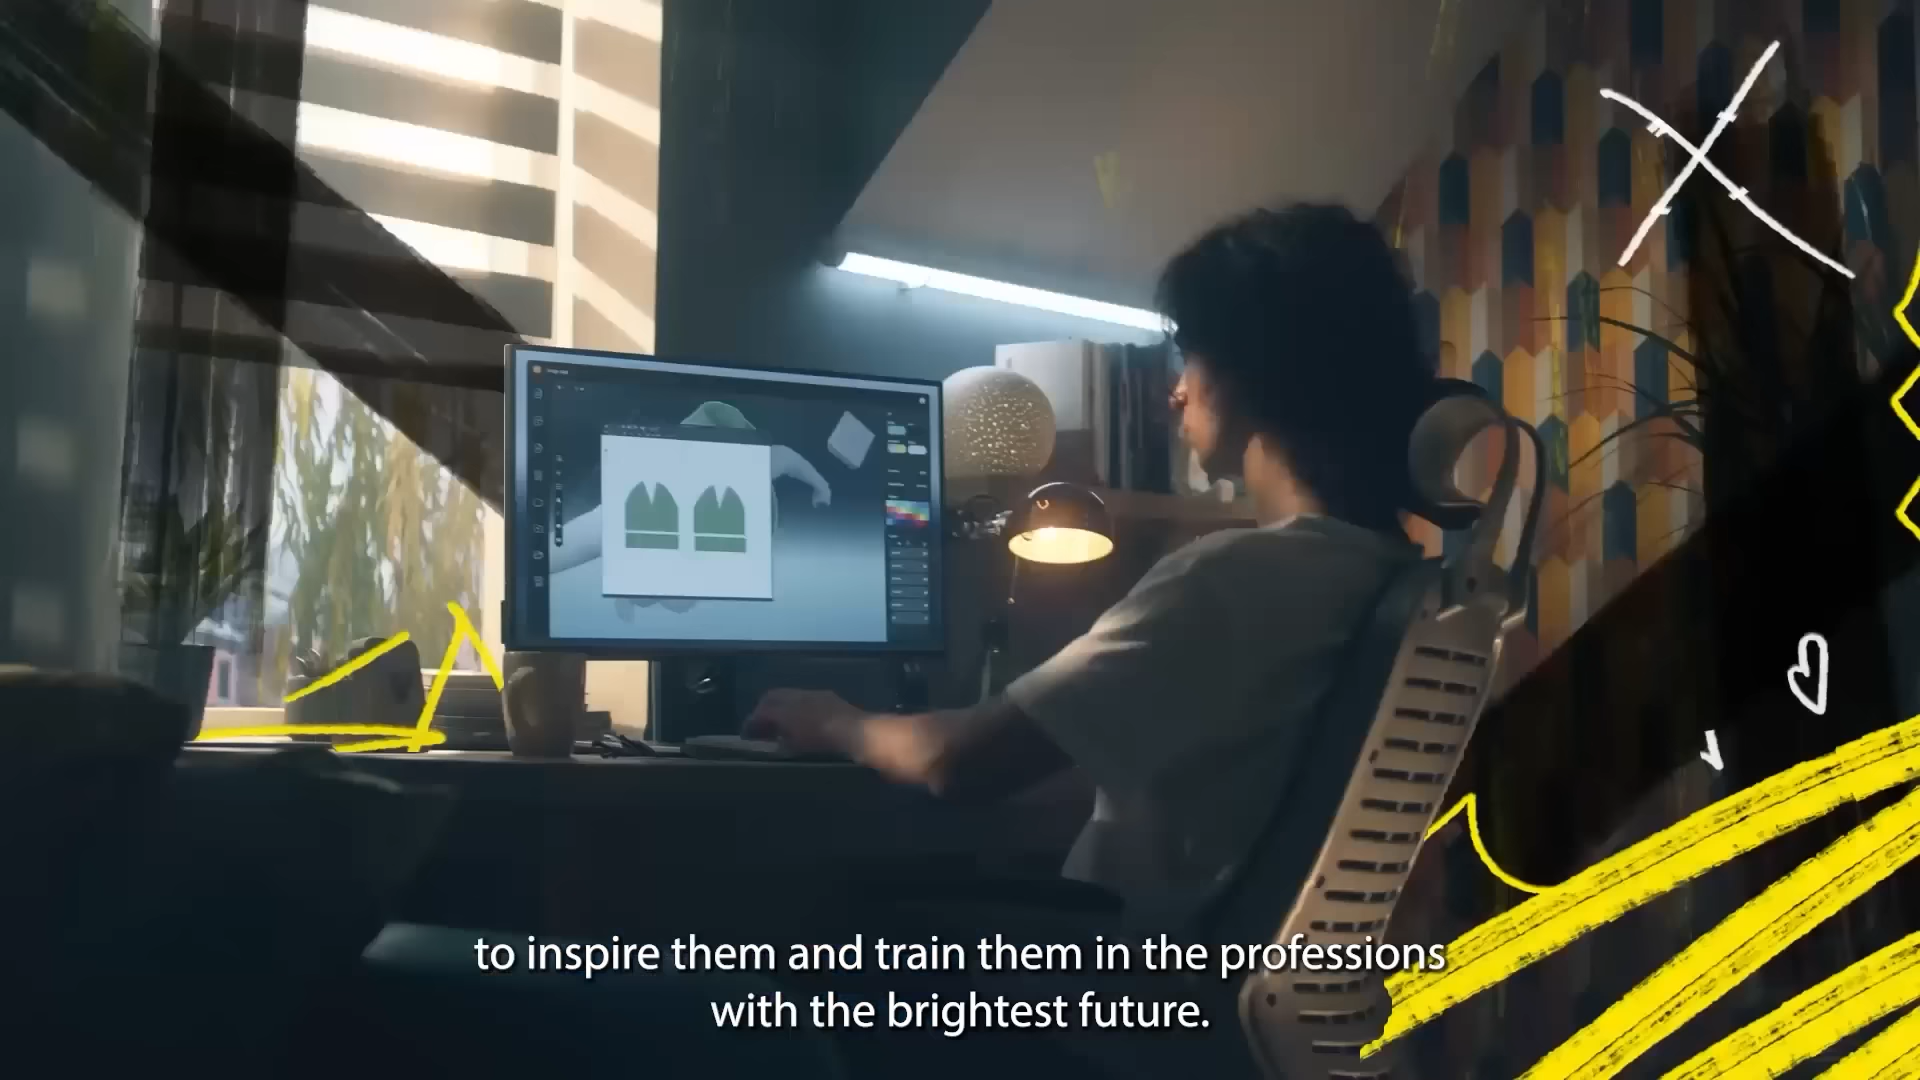 to inspire them and train them in the professions
with the brightest future.